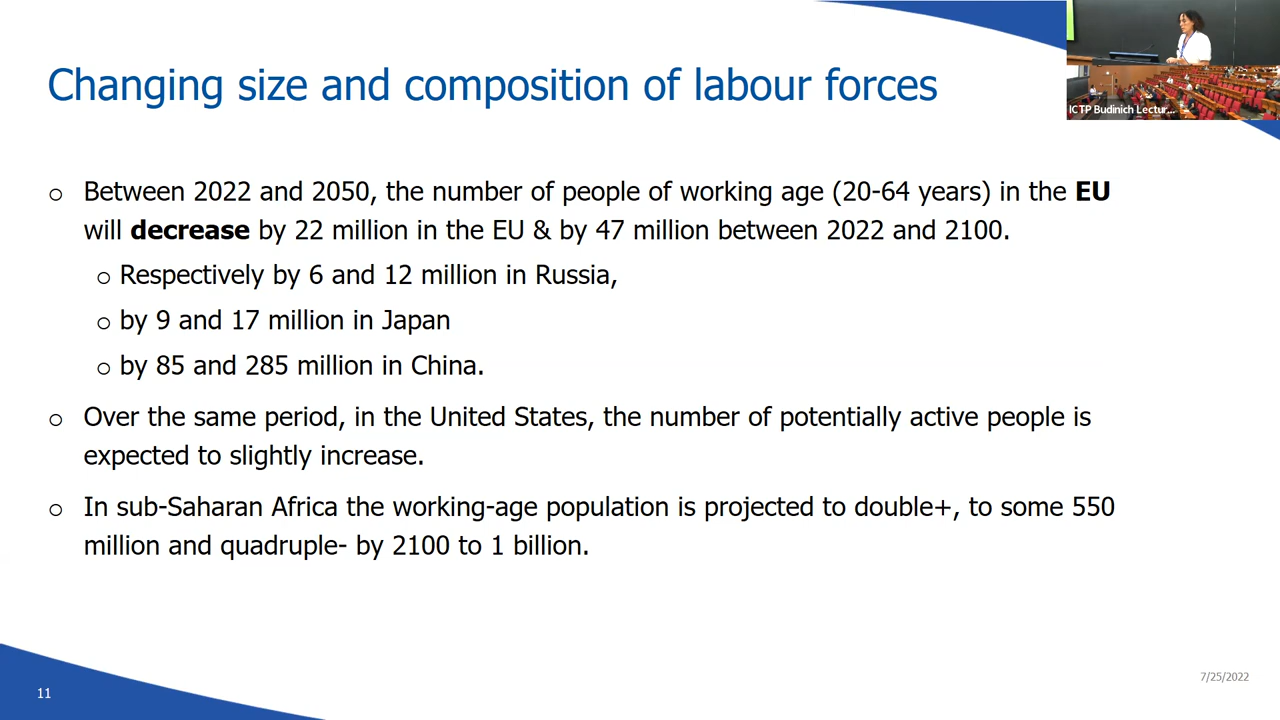 Changing size and composition of labour forces
ICTP Budinich Lectur...
o Between 2022 and 2050, the number of people of working age (20-64 years) in the EU
will decrease by 22 million in the EU & by 47 million between 2022 and 2100.
o Respectively by 6 and 12 million in Russia,
o by 9 and 17 million in Japan
o by 85 and 285 million in China.
o Over the same period, in the United States, the number of potentially active people is
expected to slightly increase.
o In sub-Saharan Africa the working-age population is projected to double+, to some 550
million and quadruple- by 2100 to 1 billion.
7/25/2022
11